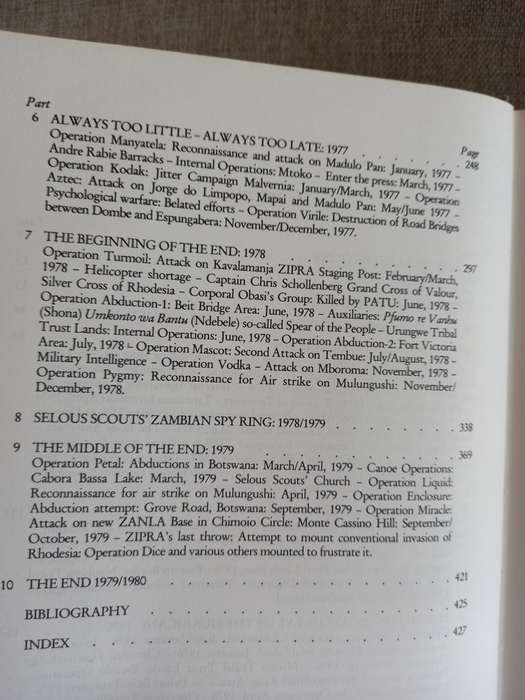 Part
Page
6 ALWAYS TOO LITTLE – ALWAYS TOO LATE: 1977 . . . . . . . 248
Operation Manyatela: Reconnaissance and attack on Madulo Pan: January, 1977 –
Andre Rabie Barracks – Internal Operations: Mtoko – Enter the press: March, 1977 –
Operation Kodak: Jitter Campaign Malvernia: January/March, 1977 – Operation
Aztec: Attack on Jorge do Limpopo, Mapai and Madulo Pan: May/June 1977 –
Psychological warfare: Belated efforts – Operation Virile: Destruction of Road Bridges
between Dombe and Espungabera: November/December, 1977.
7 THE BEGINNING OF THE END: 1978 . . . . . . . . . 297
Operation Turmoil: Attack on Kavalamanja ZIPRA Staging Post: February/March,
1978 – Helicopter shortage – Captain Chris Schollenberg Grand Cross of Valour,
Silver Cross of Rhodesia – Corporal Obasi's Group: Killed by PATU: June, 1978 –
Operation Abduction-1: Beit Bridge Area: June, 1978 – Auxiliaries: Pfumo re Vanhu
(Shona) Umkonto wa Bantu (Ndebele) so-called Spear of the People – Urungwe Tribal
Trust Lands: Internal Operations: June, 1978 – Operation Abduction-2: Fort Victoria
Area: July, 1978 – Operation Mascot: Second Attack on Tembue: July/August, 1978 –
Military Intelligence – Operation Vodka – Attack on Mboroma: November, 1978 –
Operation Pygmy: Reconnaissance for Air strike on Mulungushi: November/
December, 1978.
8 SELOUS SCOUTS' ZAMBIAN SPY RING: 1978/1979 . . . . . . . 338
9 THE MIDDLE OF THE END: 1979 . . . . . . . . . . 369
Operation Petal: Abductions in Botswana: March/April, 1979 – Canoe Operations:
Cabora Bassa Lake: March, 1979 – Selous Scouts' Church – Operation Liquid:
Reconnaissance for air strike on Mulungushi: April, 1979 – Operation Enclosure:
Abduction attempt: Grove Road, Botswana: September, 1979 – Operation Miracle:
Attack on new ZANLA Base in Chimoio Circle: Monte Cassino Hill: September/
October, 1979 – ZIPRA's last throw: Attempt to mount conventional invasion of
Rhodesia: Operation Dice and various others mounted to frustrate it.
10 THE END 1979/1980 . . . . . . . . . . . . 421
BIBLIOGRAPHY . . . . . . . . . . . . . 425
INDEX . . . . . . . . . . . . . . . 427